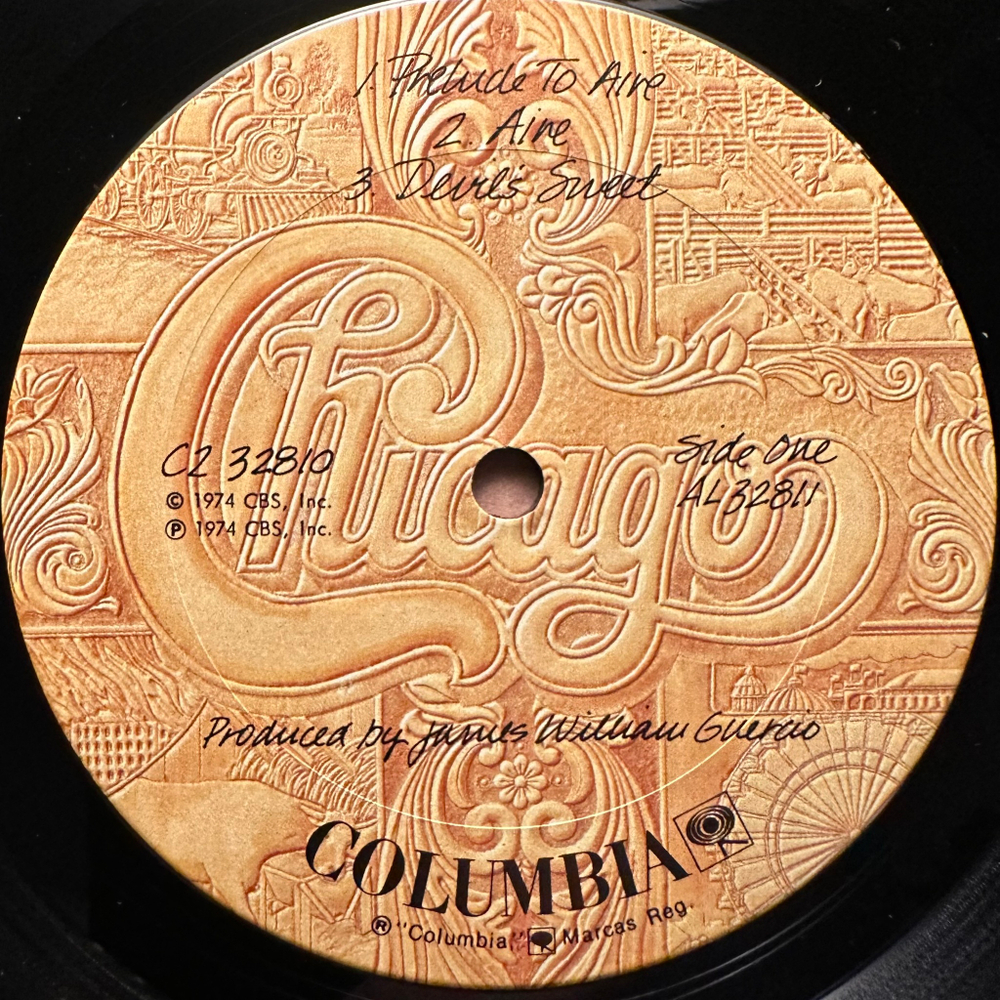 1. Prelude To Aire
2. Aire
3 Devil's Sweet
Chicago
C2 32810
© 1974 CBS, Inc.
℗ 1974 CBS, Inc.
Side One
AL 32811
Produced by James William Guercio
COLUMBIA
® "Columbia," Marcas Reg.